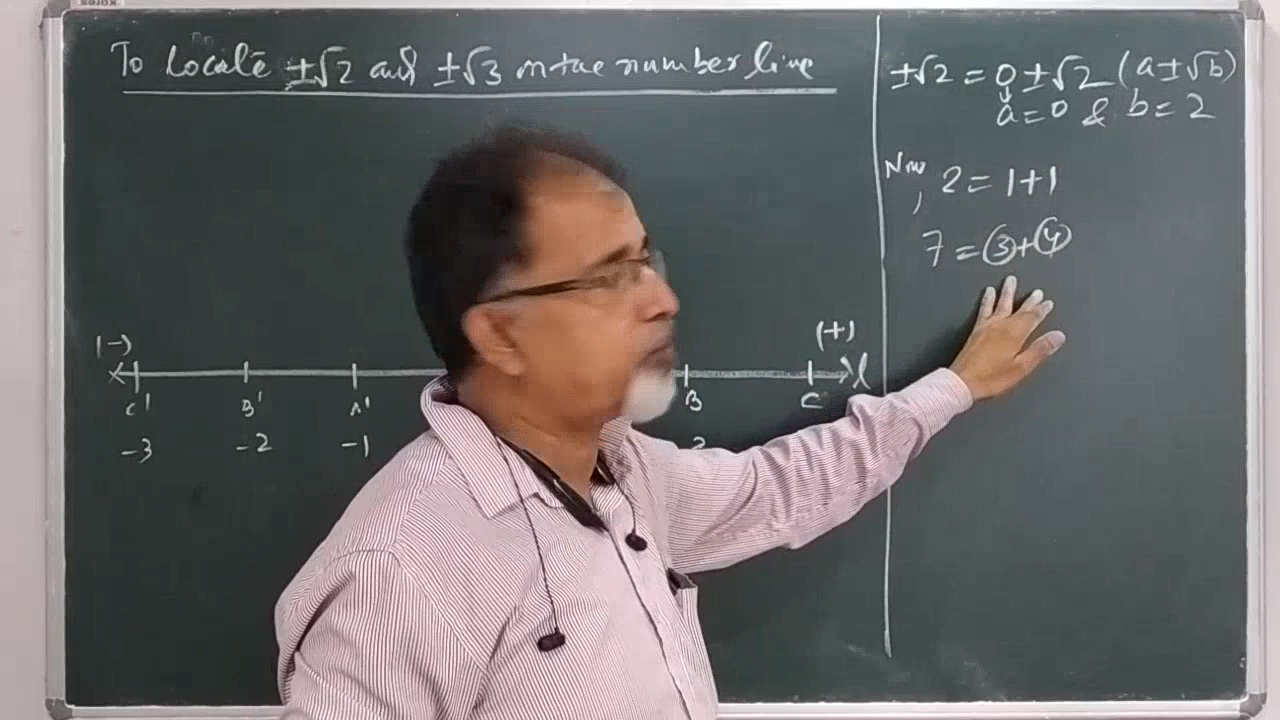 To Locate ±√2 and ±√3 on the number line
±√2 = 0 ± √2 (a ± √b)
a = 0 & b = 2
Now, 2 = 1 + 1
7 = 3 + 4
(-) (+)
l
C' B' A' B C
-3 -2 -1